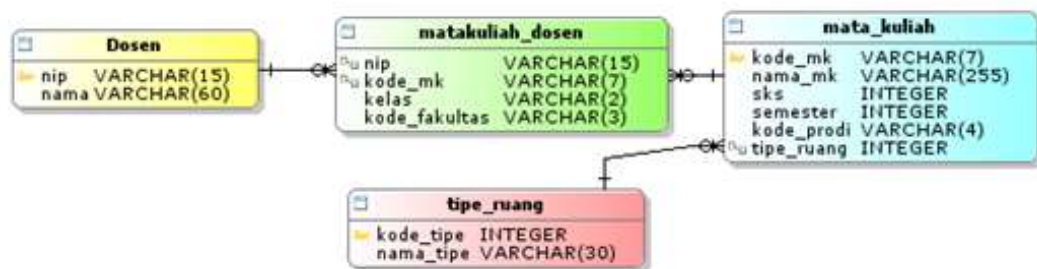 Dosen
nip VARCHAR(15)
nama VARCHAR(60)
matakuliah_dosen
nip VARCHAR(15)
kode_mk VARCHAR(7)
kelas VARCHAR(2)
kode_fakultas VARCHAR(3)
mata_kuliah
kode_mk VARCHAR(7)
nama_mk VARCHAR(255)
sks INTEGER
semester INTEGER
kode_prodi VARCHAR(4)
tipe_ruang INTEGER
tipe_ruang
kode_tipe INTEGER
nama_tipe VARCHAR(30)